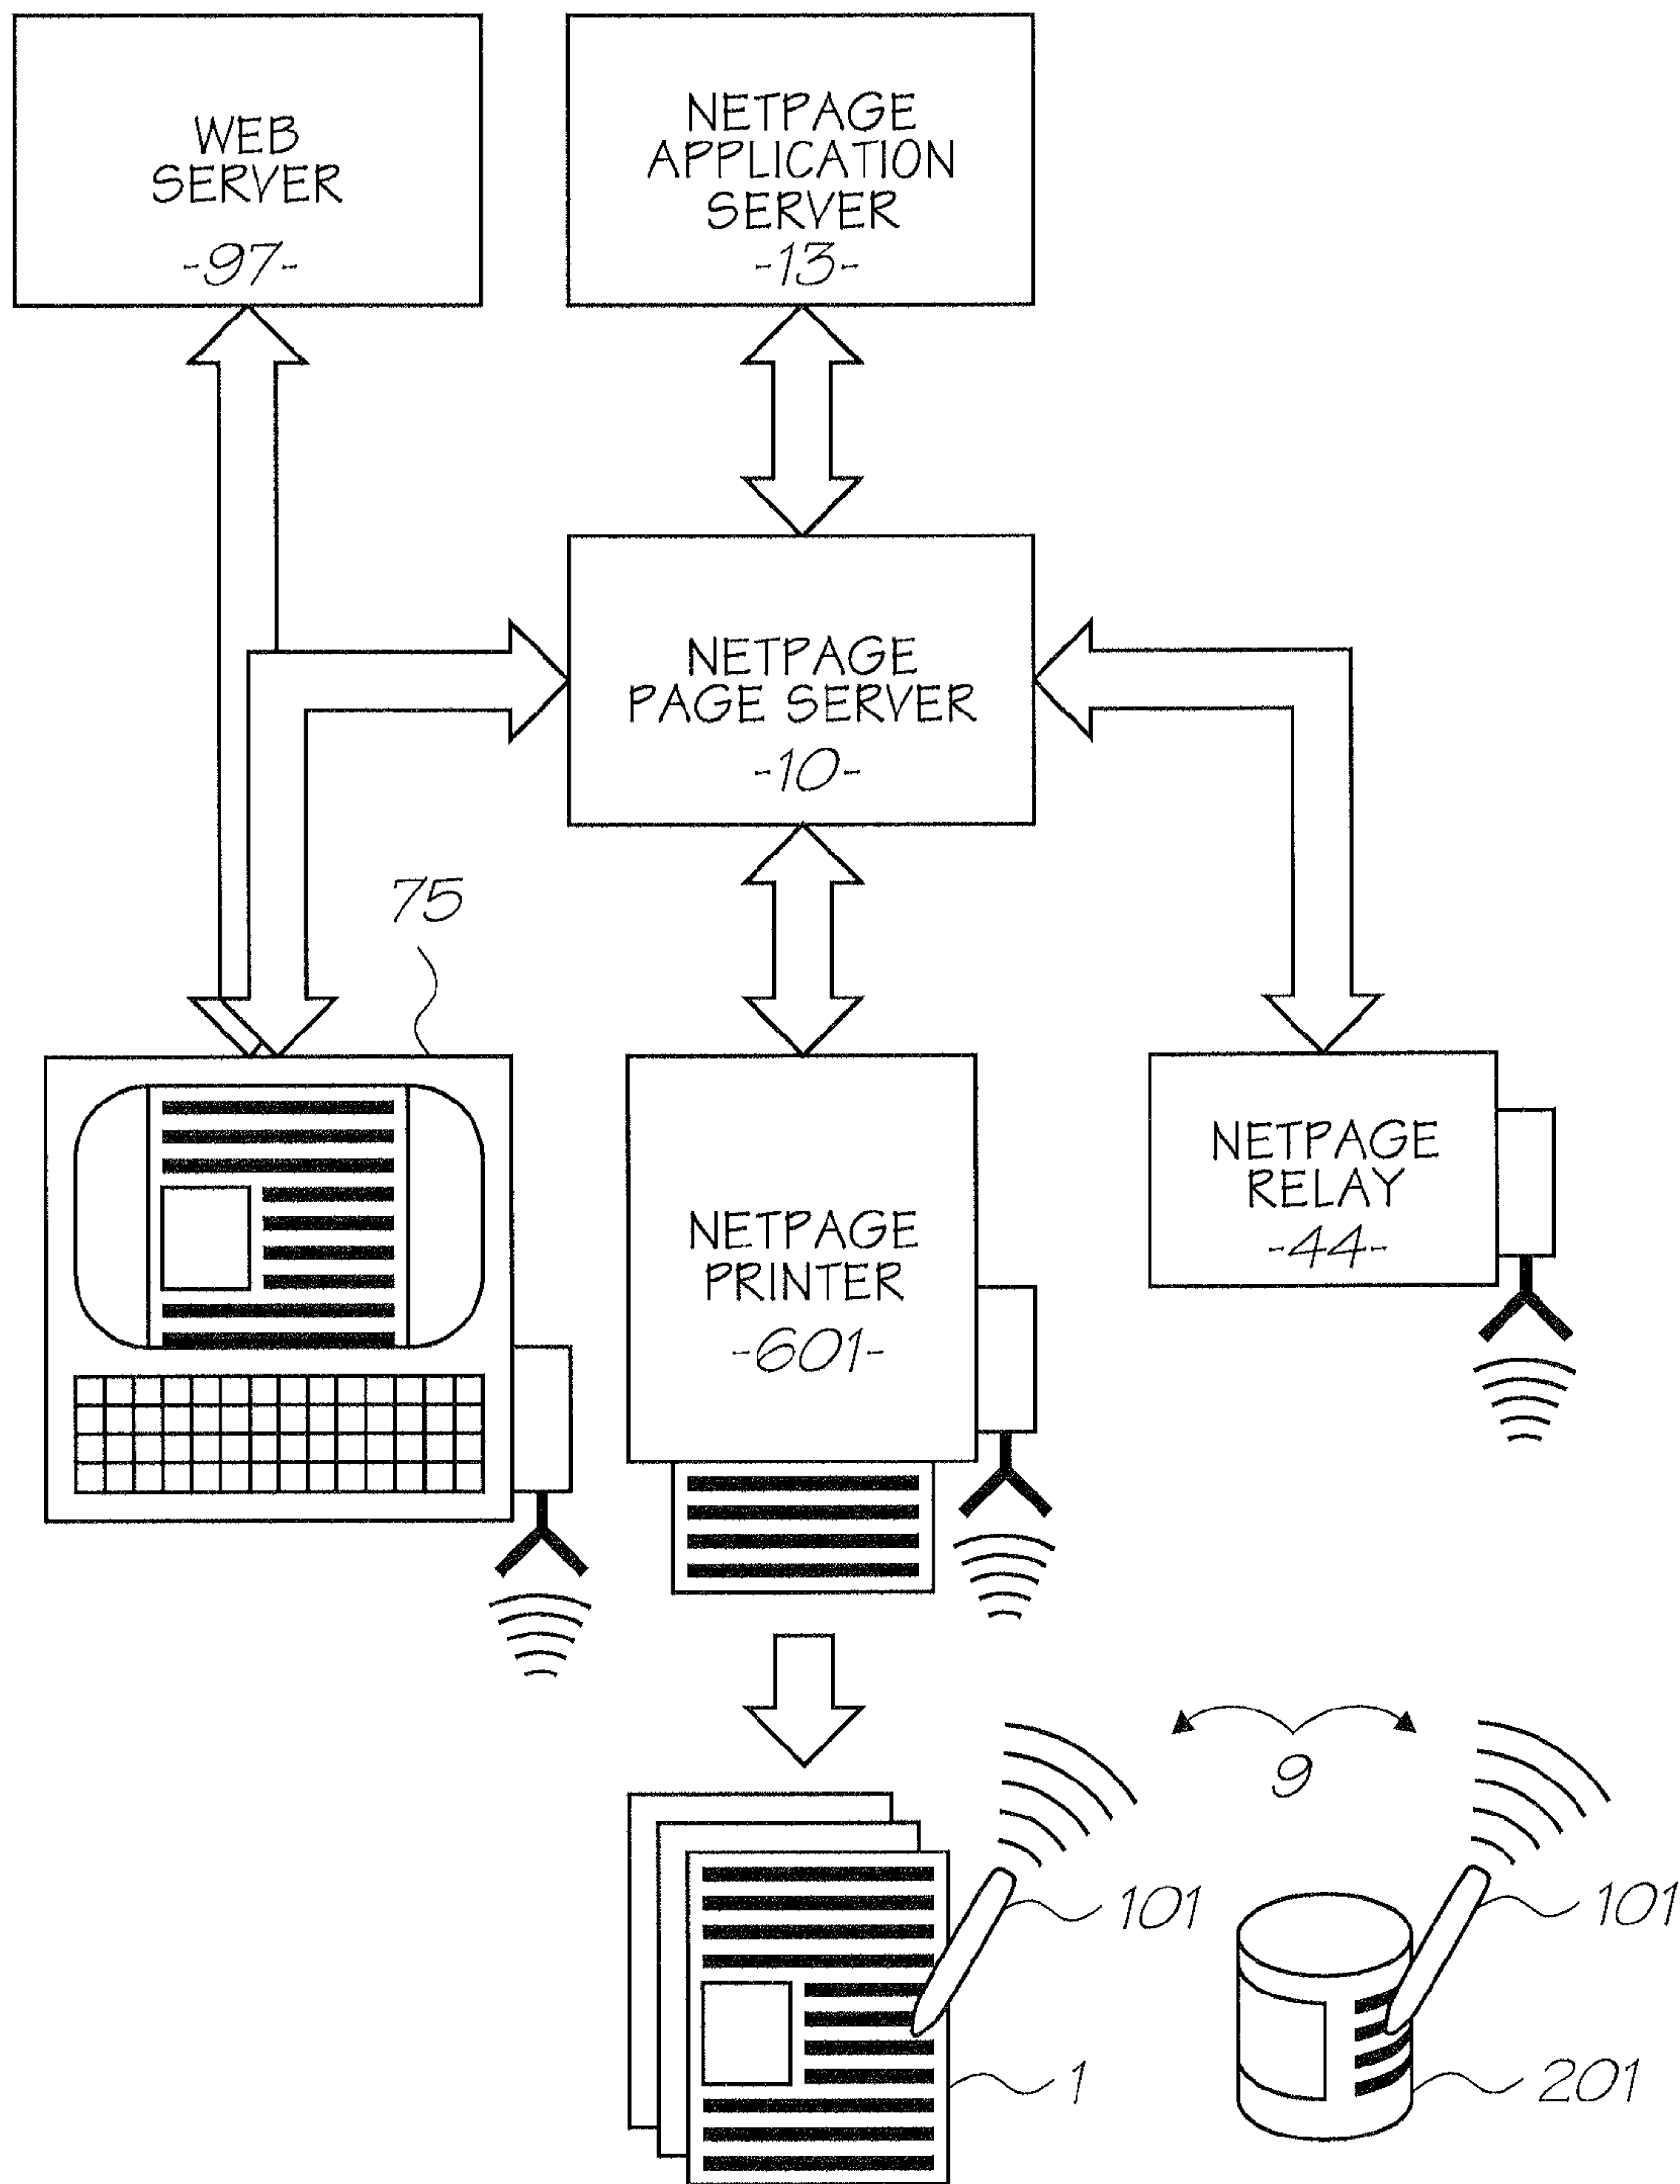 WEB
SERVER
-97-
NETPAGE
APPLICATION
SERVER
-13-
NETPAGE
PAGE SERVER
-10-
75
NETPAGE
PRINTER
-601-
NETPAGE
RELAY
-44-
9
101
101
1
201